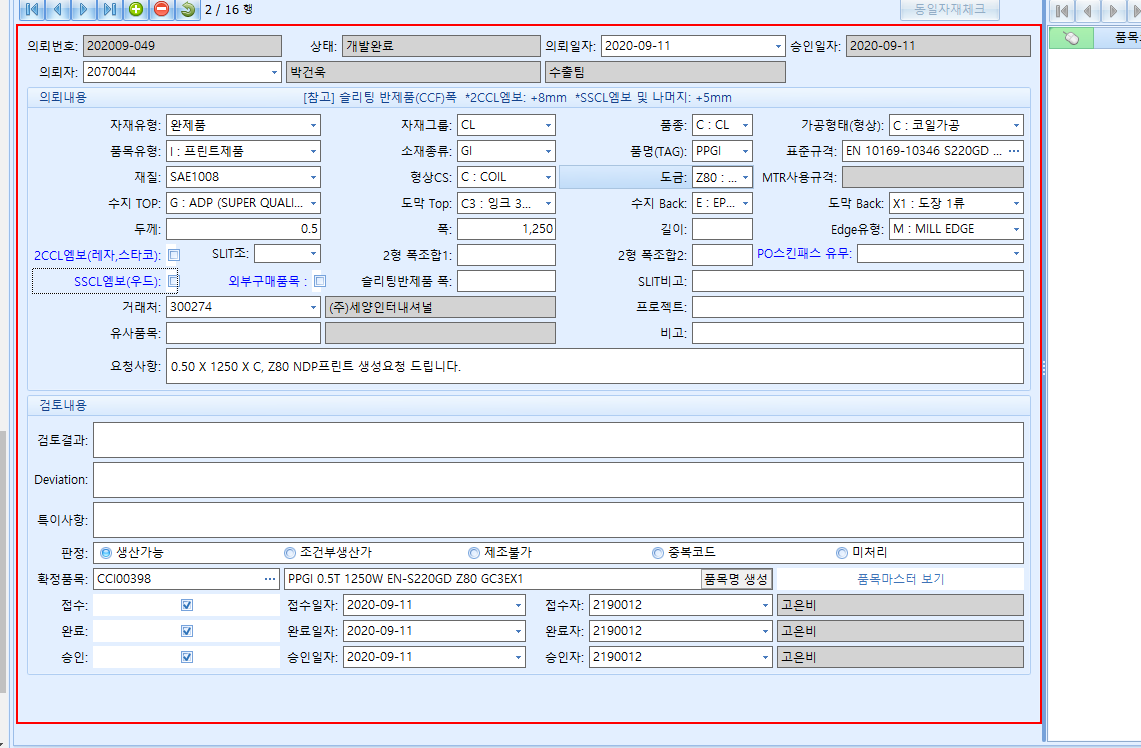 2 / 16 행 동일자재체크
품목
의뢰번호: 202009-049 상태: 개발완료 의뢰일자: 2020-09-11 승인일자: 2020-09-11
의뢰자: 2070044 박건욱 수출팀
의뢰내용 [참고] 슬리팅 반제품(CCF)폭 *2CCL엠보: +8mm *SSCL엠보 및 나머지: +5mm
자재유형: 완제품 자재그룹: CL 품종: C : CL 가공형태(형상): C : 코일가공
품목유형: I : 프린트제품 소재종류: GI 품명(TAG): PPGI 표준규격: EN 10169-10346 S220GD ... ...
재질: SAE1008 형상CS: C : COIL 도금: Z80 : ... MTR사용규격:
수지 TOP: G : ADP (SUPER QUALI... 도막 Top: C3 : 잉크 3... 수지 Back: E : EP... 도막 Back: X1 : 도장 1류
두께: 0.5 폭: 1,250 길이: Edge유형: M : MILL EDGE
2CCL엠보(레자,스타코): SLIT조: 2형 폭조합1: 2형 폭조합2: PO스킨패스 유무:
SSCL엠보(우드): 외부구매품목 : 슬리팅반제품 폭: SLIT비고:
거래처: 300274 (주)세양인터내셔널 프로젝트:
유사품목: 비고:
요청사항: 0.50 X 1250 X C, Z80 NDP프린트 생성요청 드립니다.
검토내용
검토결과:
Deviation:
특이사항:
판정: 생산가능 조건부생산가 제조불가 중복코드 미처리
확정품목: CCI00398 ... PPGI 0.5T 1250W EN-S220GD Z80 GC3EX1 품목명 생성 품목마스터 보기
접수: 접수일자: 2020-09-11 접수자: 2190012 고은비
완료: 완료일자: 2020-09-11 완료자: 2190012 고은비
승인: 승인일자: 2020-09-11 승인자: 2190012 고은비